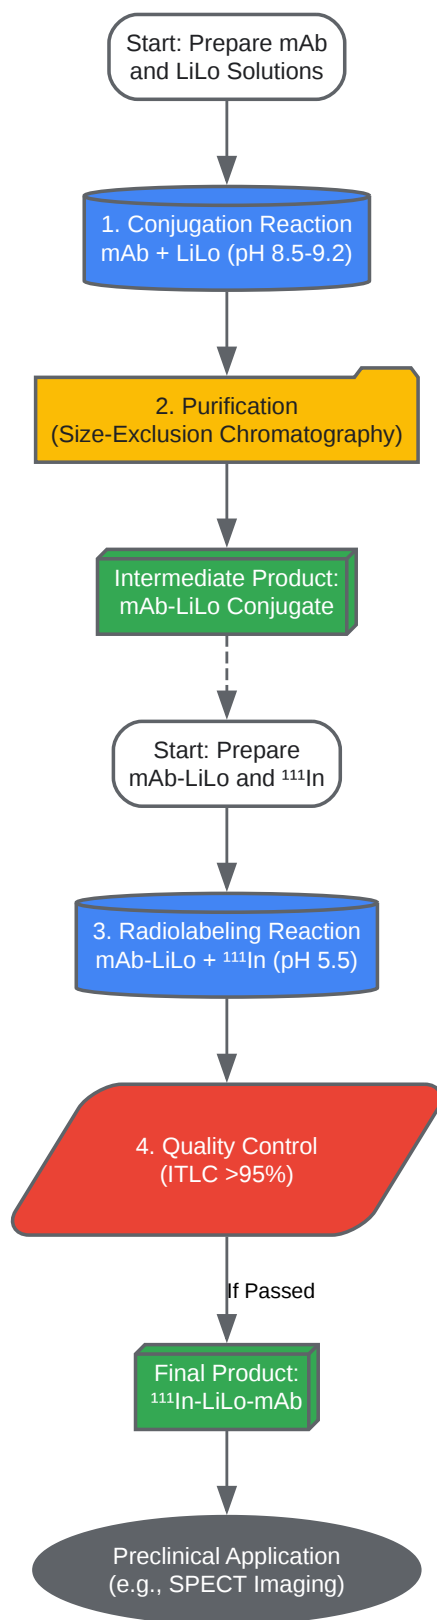 Start: Prepare mAb
and LiLo Solutions
1. Conjugation Reaction
mAb + LiLo (pH 8.5-9.2)
2. Purification
(Size-Exclusion Chromatography)
Intermediate Product:
mAb-LiLo Conjugate
Start: Prepare
mAb-LiLo and ¹¹¹In
3. Radiolabeling Reaction
mAb-LiLo + ¹¹¹In (pH 5.5)
4. Quality Control
(ITLC >95%)
If Passed
Final Product:
¹¹¹In-LiLo-mAb
Preclinical Application
(e.g., SPECT Imaging)